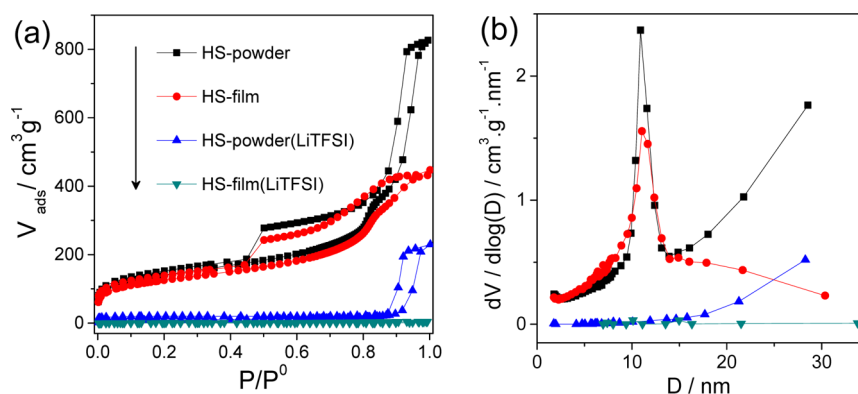 (a)
800
600
400
200
0
V ads / cm³g⁻¹
HS-powder
HS-film
HS-powder(LiTFSI)
HS-film(LiTFSI)
0.0 0.2 0.4 0.6 0.8 1.0
P/P⁰
(b)
2
1
0
dV / dlog(D) / cm³.g⁻¹.nm⁻¹
0 10 20 30
D / nm